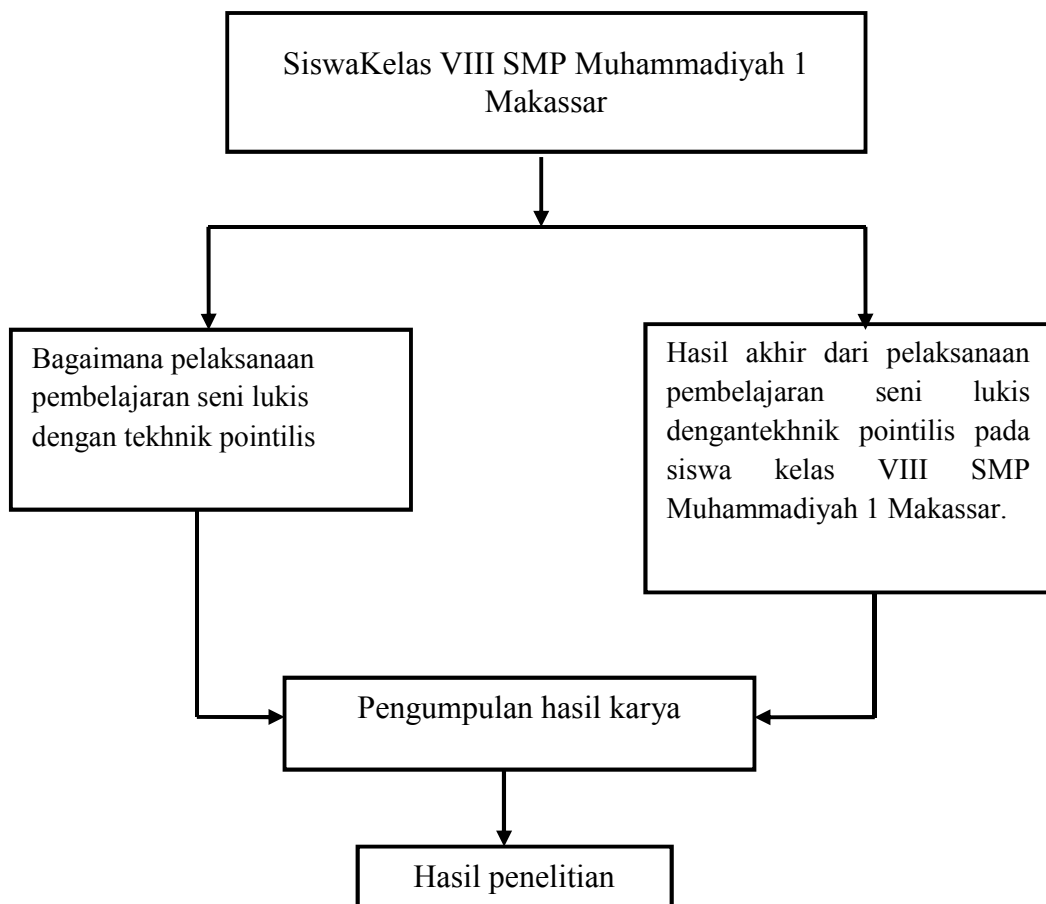 SiswaKelas VIII SMP Muhammadiyah 1
Makassar
Bagaimana pelaksanaan
pembelajaran seni lukis
dengan tekhnik pointilis
Hasil akhir dari pelaksanaan
pembelajaran seni lukis
dengantekhnik pointilis pada
siswa kelas VIII SMP
Muhammadiyah 1 Makassar.
Pengumpulan hasil karya
Hasil penelitian